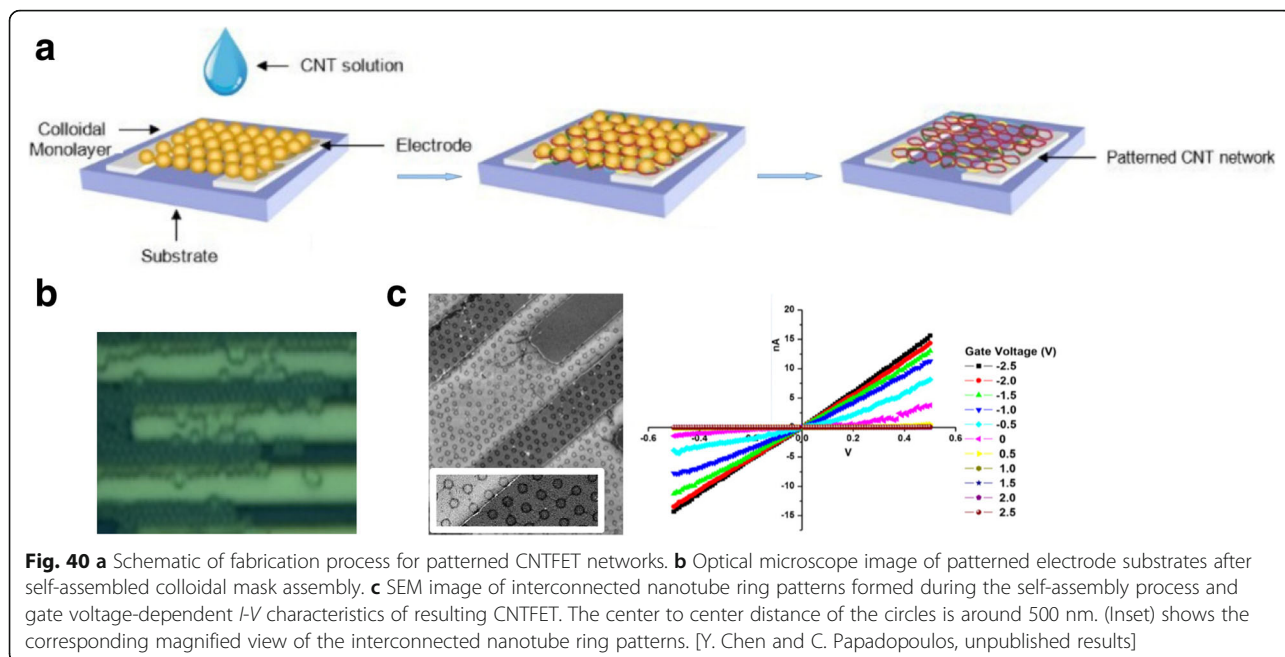 a
CNT solution
Colloidal
Monolayer
Electrode
Patterned CNT network
Substrate
b
c
nA
20
15
10
5
0
-5
-10
-15
-0.6
-0.4
-0.2
0.0
0.2
0.4
0.6
V
Gate Voltage (V)
-2.5
-2.0
-1.5
-1.0
-0.5
0
0.5
1.0
1.5
2.0
2.5
Fig. 40 a Schematic of fabrication process for patterned CNTFET networks. b Optical microscope image of patterned electrode substrates after
self-assembled colloidal mask assembly. c SEM image of interconnected nanotube ring patterns formed during the self-assembly process and
gate voltage-dependent I-V characteristics of resulting CNTFET. The center to center distance of the circles is around 500 nm. (Inset) shows the
corresponding magnified view of the interconnected nanotube ring patterns. [Y. Chen and C. Papadopoulos, unpublished results]